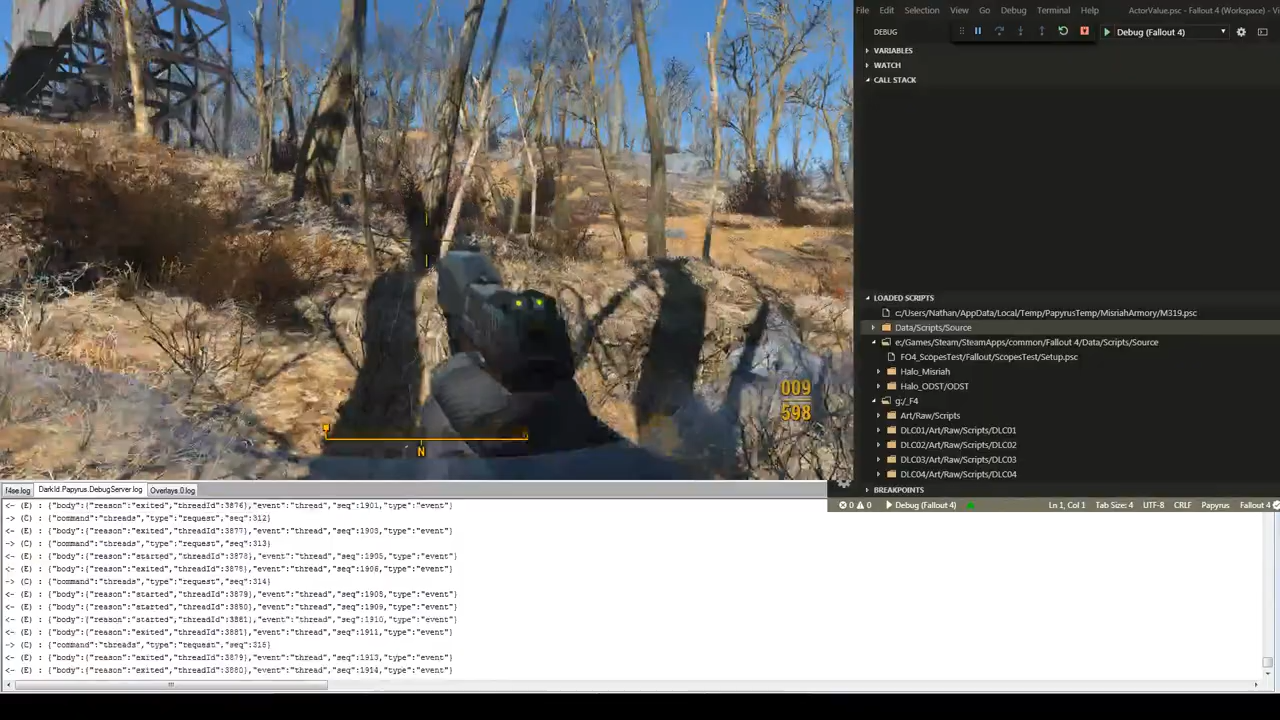 File Edit Selection View Go Debug Terminal Help ActorValue.psc - Fallout 4 (Workspace) - Vi
DEBUG Debug (Fallout 4)
VARIABLES
WATCH
CALL STACK
LOADED SCRIPTS
c:/Users/Nathan/AppData/Local/Temp/PapyrusTemp/MisriahArmory/M319.psc
Data/Scripts/Source
e:/Games/Steam/SteamApps/common/Fallout 4/Data/Scripts/Source
FO4_ScopesTest/Fallout/ScopesTest/Setup.psc
Halo_Misriah
Halo_ODST/ODST
g:/_F4
Art/Raw/Scripts
DLC01/Art/Raw/Scripts/DLC01
DLC02/Art/Raw/Scripts/DLC02
DLC03/Art/Raw/Scripts/DLC03
DLC04/Art/Raw/Scripts/DLC04
BREAKPOINTS
0 0 Debug (Fallout 4) Ln 1, Col 1 Tab Size: 4 UTF-8 CRLF Papyrus Fallout 4
009
598
N
f4se.log DarkId.Papyrus.DebugServer.log Overlays.0.log
<- (E) : {"body":{"reason":"exited","threadId":3876},"event":"thread","seq":1901,"type":"event"}
-> (C) : {"command":"threads","type":"request","seq":312}
<- (E) : {"body":{"reason":"exited","threadId":3877},"event":"thread","seq":1903,"type":"event"}
-> (C) : {"command":"threads","type":"request","seq":313}
<- (E) : {"body":{"reason":"started","threadId":3878},"event":"thread","seq":1905,"type":"event"}
<- (E) : {"body":{"reason":"exited","threadId":3878},"event":"thread","seq":1906,"type":"event"}
-> (C) : {"command":"threads","type":"request","seq":314}
<- (E) : {"body":{"reason":"started","threadId":3879},"event":"thread","seq":1908,"type":"event"}
<- (E) : {"body":{"reason":"started","threadId":3880},"event":"thread","seq":1909,"type":"event"}
<- (E) : {"body":{"reason":"started","threadId":3881},"event":"thread","seq":1910,"type":"event"}
<- (E) : {"body":{"reason":"exited","threadId":3881},"event":"thread","seq":1911,"type":"event"}
-> (C) : {"command":"threads","type":"request","seq":315}
<- (E) : {"body":{"reason":"exited","threadId":3879},"event":"thread","seq":1913,"type":"event"}
<- (E) : {"body":{"reason":"exited","threadId":3880},"event":"thread","seq":1914,"type":"event"}